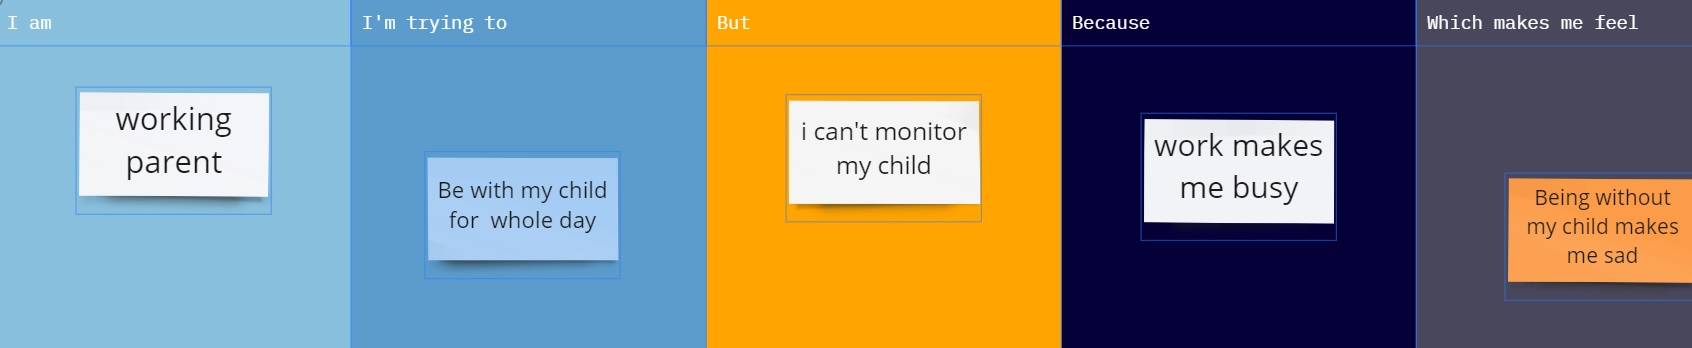 I am
working
parent
I'm trying to
Be with my child
for  whole day
But
i can't monitor
my child
Because
work makes
me busy
Which makes me feel
Being without
my child makes
me sad